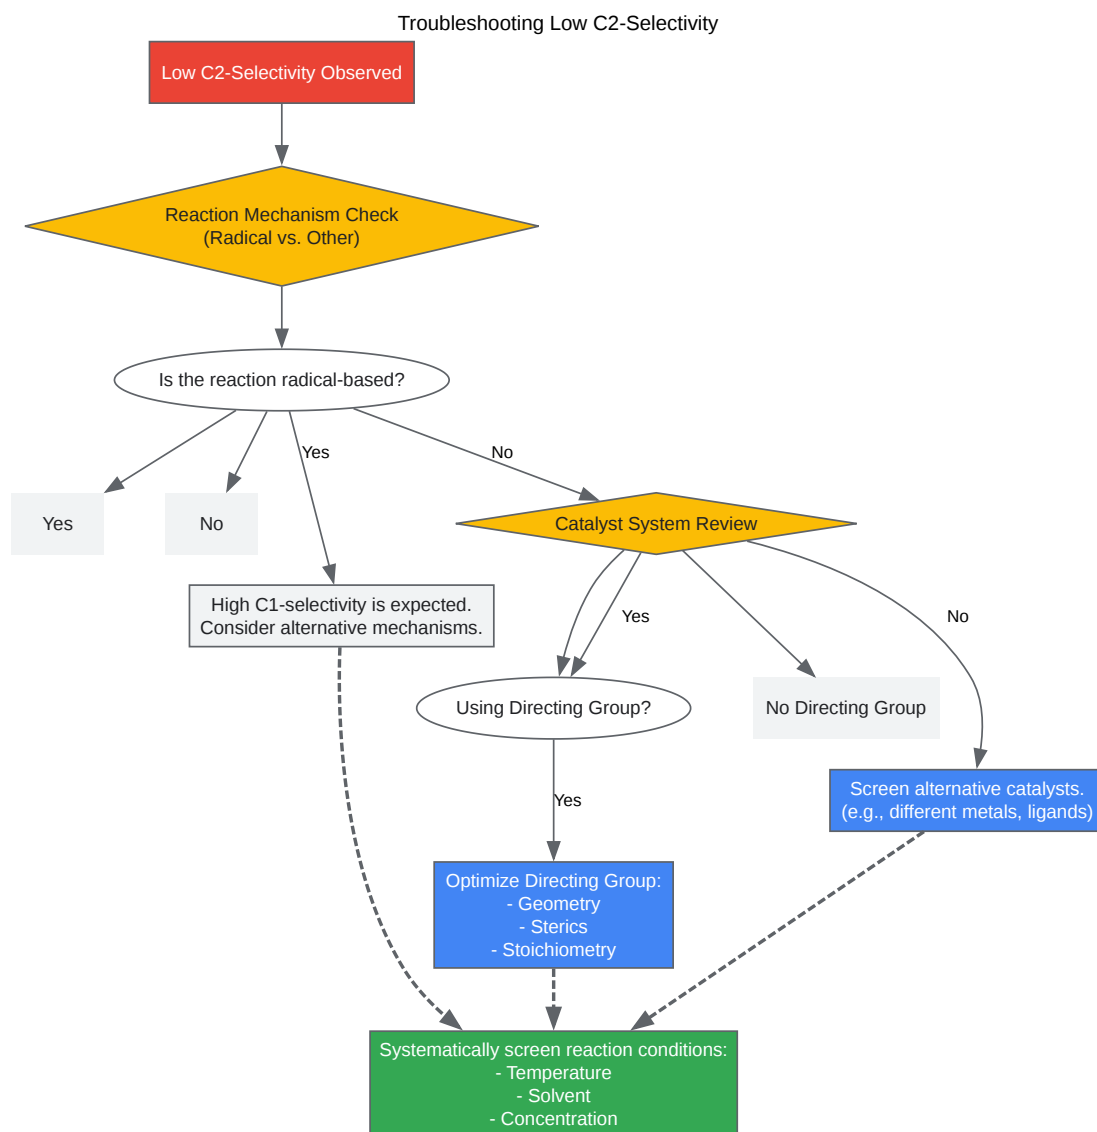 Troubleshooting Low C2-Selectivity
Low C2-Selectivity Observed
Reaction Mechanism Check
(Radical vs. Other)
Is the reaction radical-based?
Yes
No
Yes
No
Catalyst System Review
High C1-selectivity is expected.
Consider alternative mechanisms.
Yes
No
Using Directing Group?
No Directing Group
Yes
Screen alternative catalysts.
(e.g., different metals, ligands)
Optimize Directing Group:
- Geometry
- Sterics
- Stoichiometry
Systematically screen reaction conditions:
- Temperature
- Solvent
- Concentration